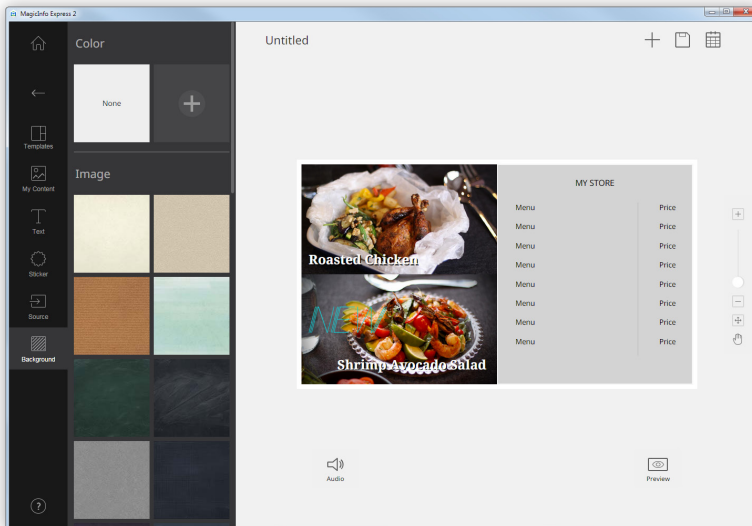 MagicInfo Express 2
Color
Untitled
None
Templates
Image
My Content
MY STORE
Text
Menu Price
Menu Price
Menu Price
Menu Price
Menu Price
Menu Price
Menu Price
Menu Price
Roasted Chicken
Sticker
Source
NEW
Background
Shrimp Avocado Salad
Audio
Preview
?